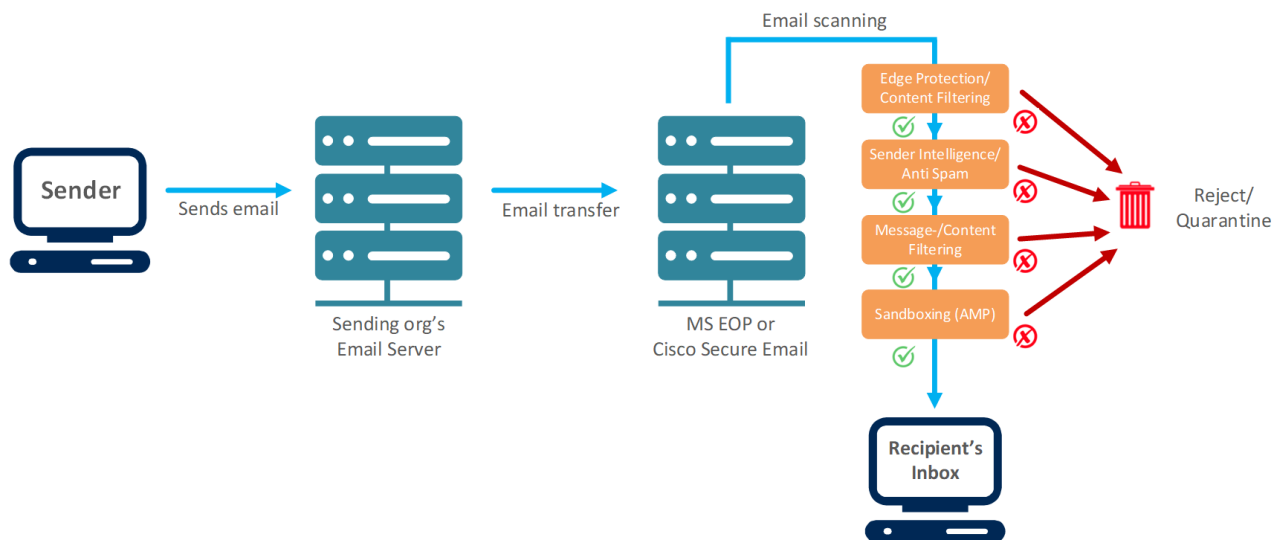 Email scanning
Edge Protection/
Content Filtering
Sender Intelligence/
Anti Spam
Message-/Content
Filtering
Sandboxing (AMP)
Reject/
Quarantine
Sender
Sends email
Email transfer
Sending org's
Email Server
MS EOP or
Cisco Secure Email
Recipient's
Inbox